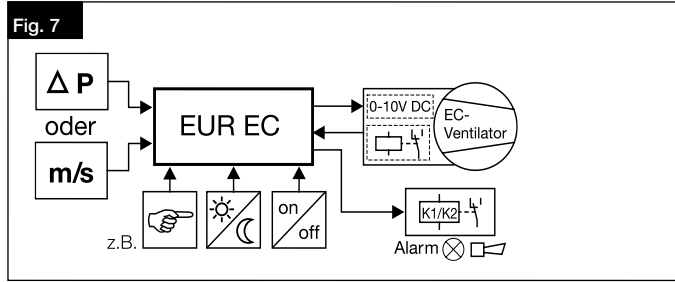 Fig. 7
Δ P
oder
m/s
EUR EC
0-10V DC
EC-
Ventilator
z.B.
on
off
K1/K2
Alarm